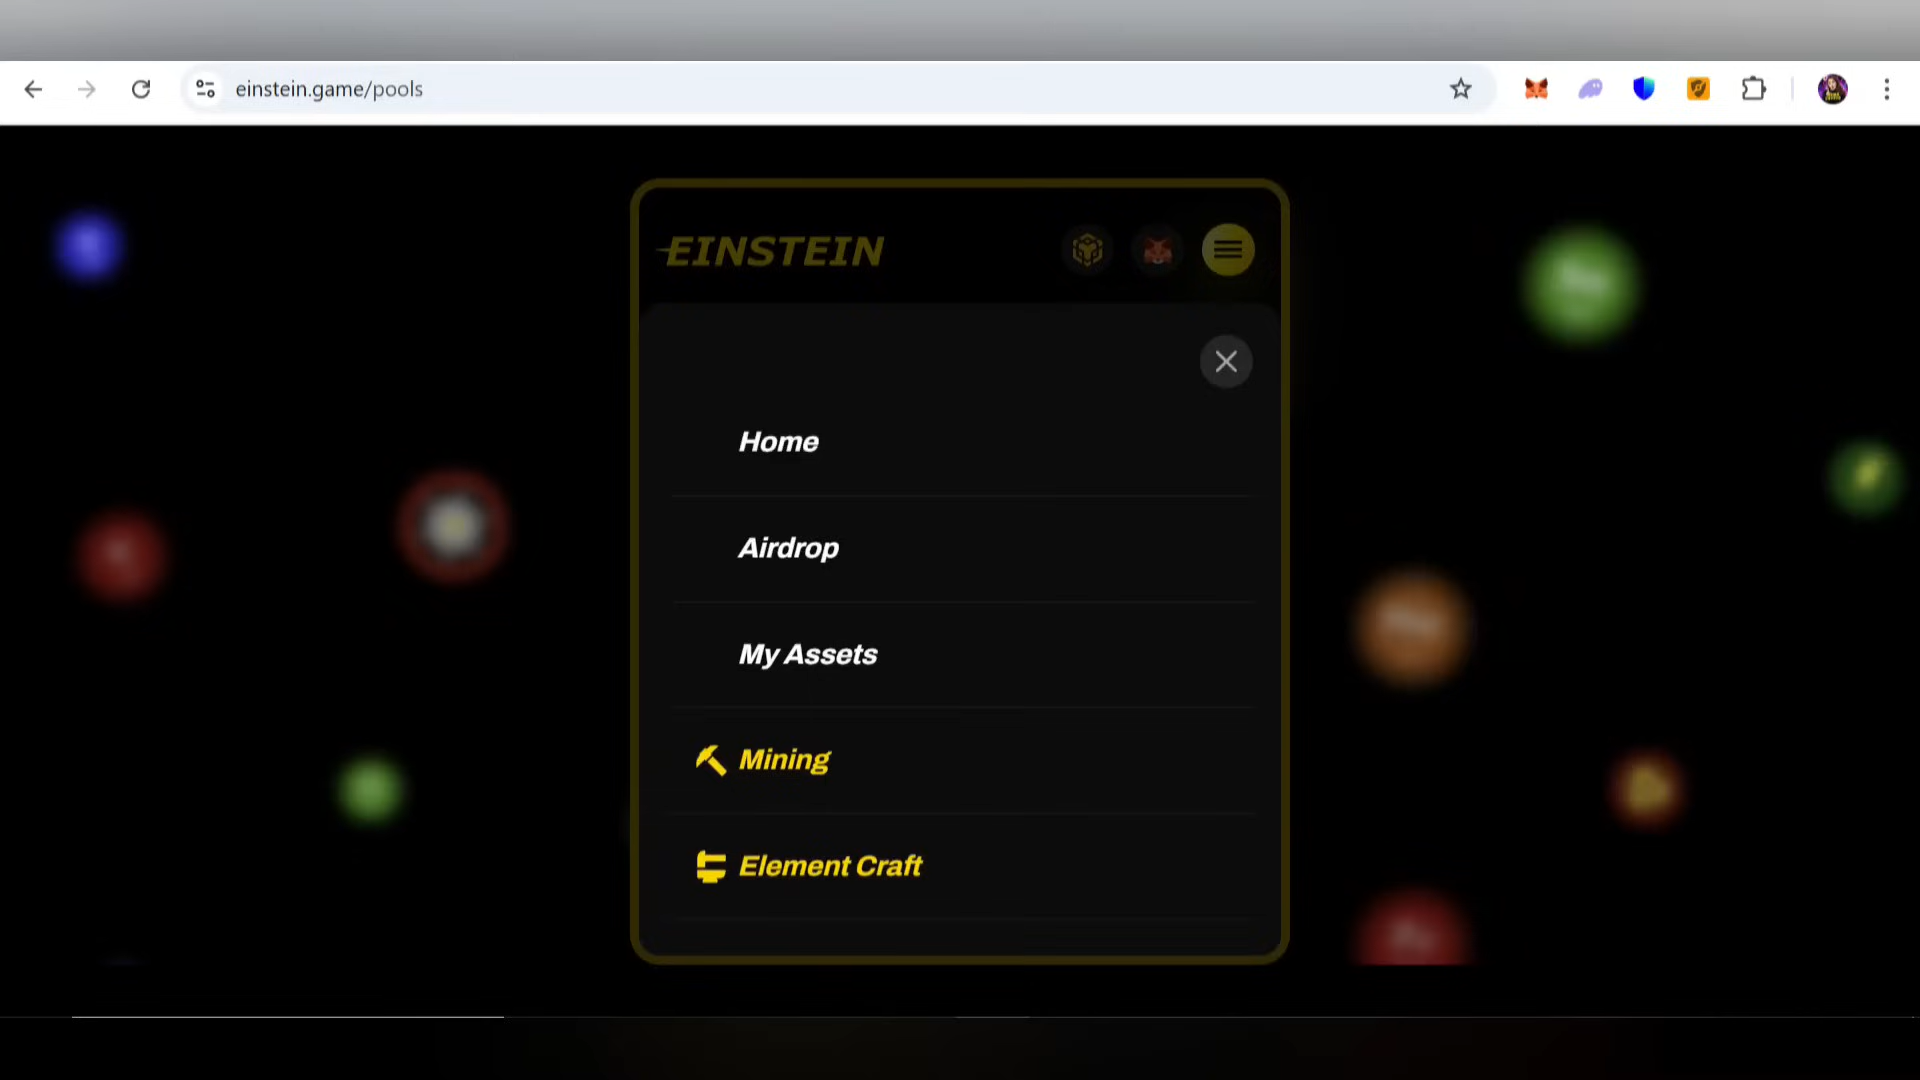 einstein.game/pools
EINSTEIN
Home
Airdrop
My Assets
Mining
Element Craft